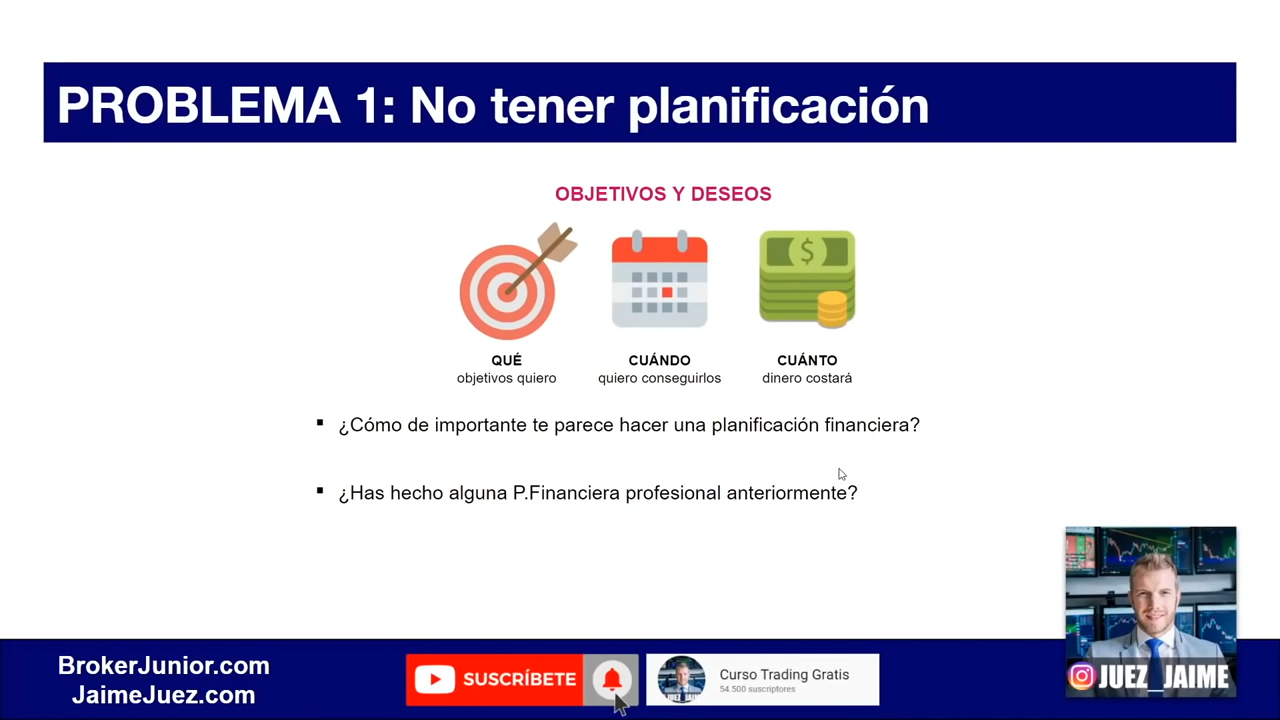 PROBLEMA 1: No tener planificación
OBJETIVOS Y DESEOS
$
QUÉ
objetivos quiero
CUÁNDO
quiero conseguirlos
CUÁNTO
dinero costará
▪ ¿Cómo de importante te parece hacer una planificación financiera?
▪ ¿Has hecho alguna P.Financiera profesional anteriormente?
BrokerJunior.com
JaimeJuez.com
SUSCRÍBETE
JUEZ_JAIME
Curso Trading Gratis
54.500 suscriptores
JUEZ_JAIME